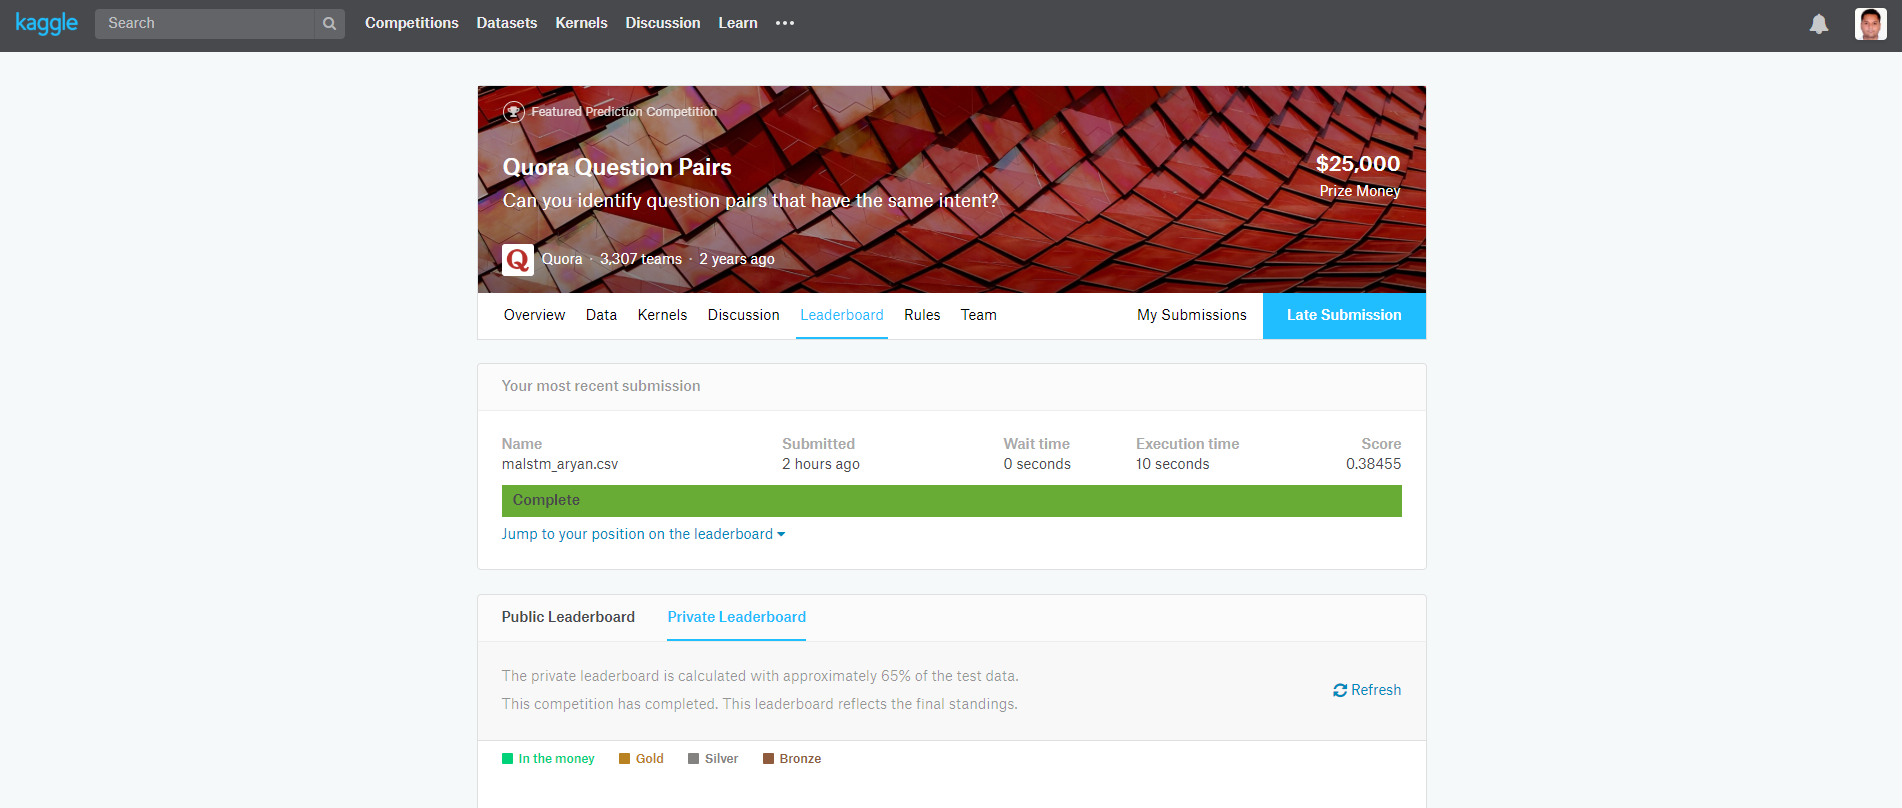 kaggle Search Competitions Datasets Kernels Discussion Learn
Featured Prediction Competition
Quora Question Pairs
$25,000
Can you identify question pairs that have the same intent?
Prize Money
Q Quora · 3,307 teams · 2 years ago
Overview Data Kernels Discussion Leaderboard Rules Team My Submissions Late Submission
Your most recent submission
Name Submitted Wait time Execution time Score
malstm_aryan.csv 2 hours ago 0 seconds 10 seconds 0.38455
Complete
Jump to your position on the leaderboard
Public Leaderboard Private Leaderboard
The private leaderboard is calculated with approximately 65% of the test data.
This competition has completed. This leaderboard reflects the final standings.
Refresh
In the money Gold Silver Bronze